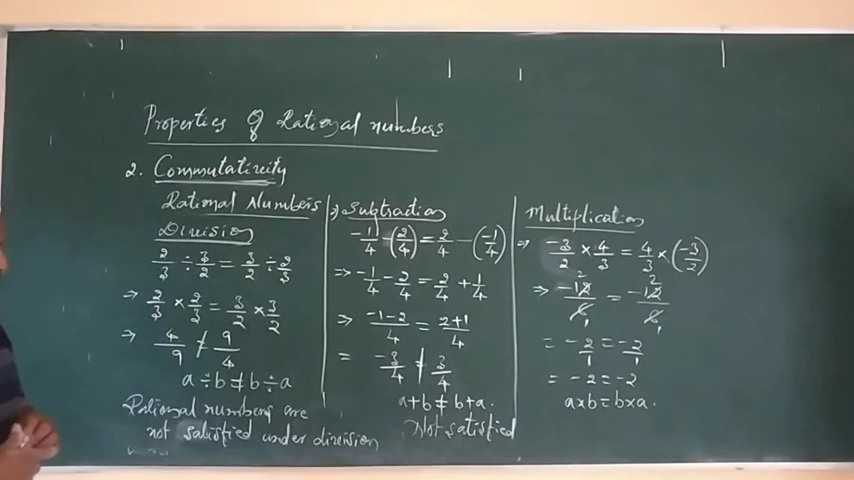 Properties of Rational numbers
2. Commutativity
Rational Numbers
Division
2/3 ÷ 3/2 = 3/2 ÷ 2/3
⇒ 2/3 × 2/3 = 3/2 × 3/2
⇒ 4/9 ≠ 9/4
a ÷ b ≠ b ÷ a
Rational numbers are
not satisfied under division
Subtraction
-1/4 - (2/4) = 2/4 - (-1/4)
⇒ -1/4 - 2/4 = 2/4 + 1/4
⇒ -1-2/4 = 2+1/4
= -3/4 ≠ 3/4
a+b ≠ b+a.
Not satisfied
Multiplication
⇒ -3/2 × 4/3 = 4/3 × (-3/2)
⇒ -12/6 = -12/6
= -2/1 = -2/1
= -2 = -2
a×b = b×a.